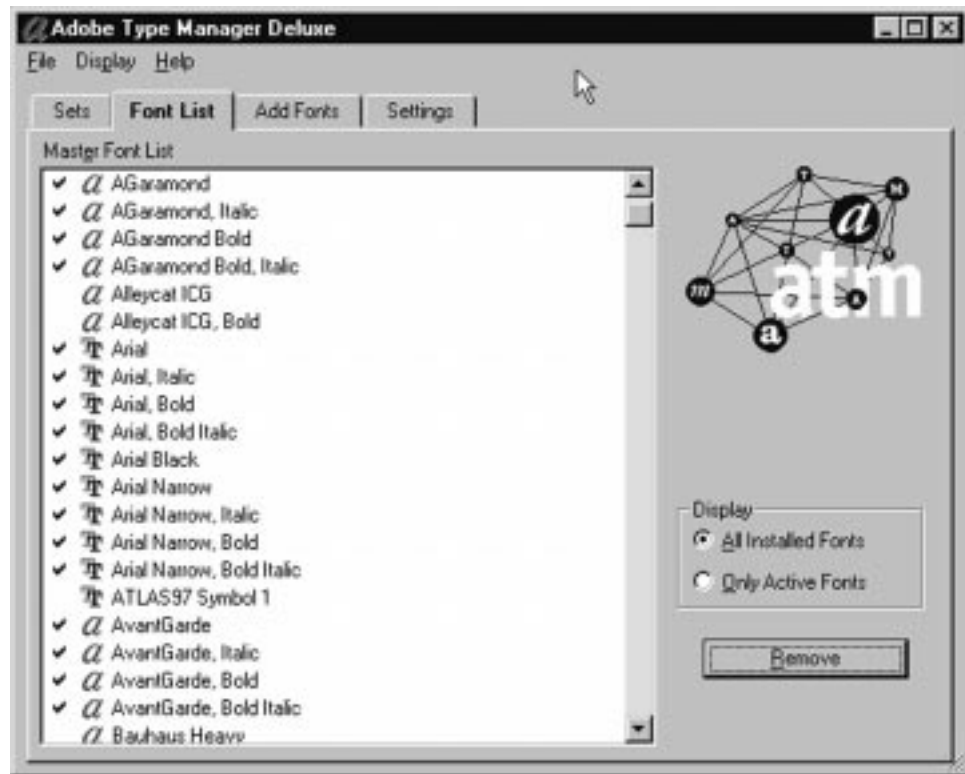 Adobe Type Manager Deluxe
File Display Help
Sets Font List Add Fonts Settings
Master Font List
AGaramond
AGaramond, Italic
AGaramond Bold
AGaramond Bold, Italic
Alleycat ICG
Alleycat ICG, Bold
Arial
Arial, Italic
Arial, Bold
Arial, Bold Italic
Arial Black
Arial Narrow
Arial Narrow, Italic
Arial Narrow, Bold
Arial Narrow, Bold Italic
ATLAS97 Symbol 1
AvantGarde
AvantGarde, Italic
AvantGarde, Bold
AvantGarde, Bold Italic
Bauhaus Heavy
atm
Display
All Installed Fonts
Only Active Fonts
Remove